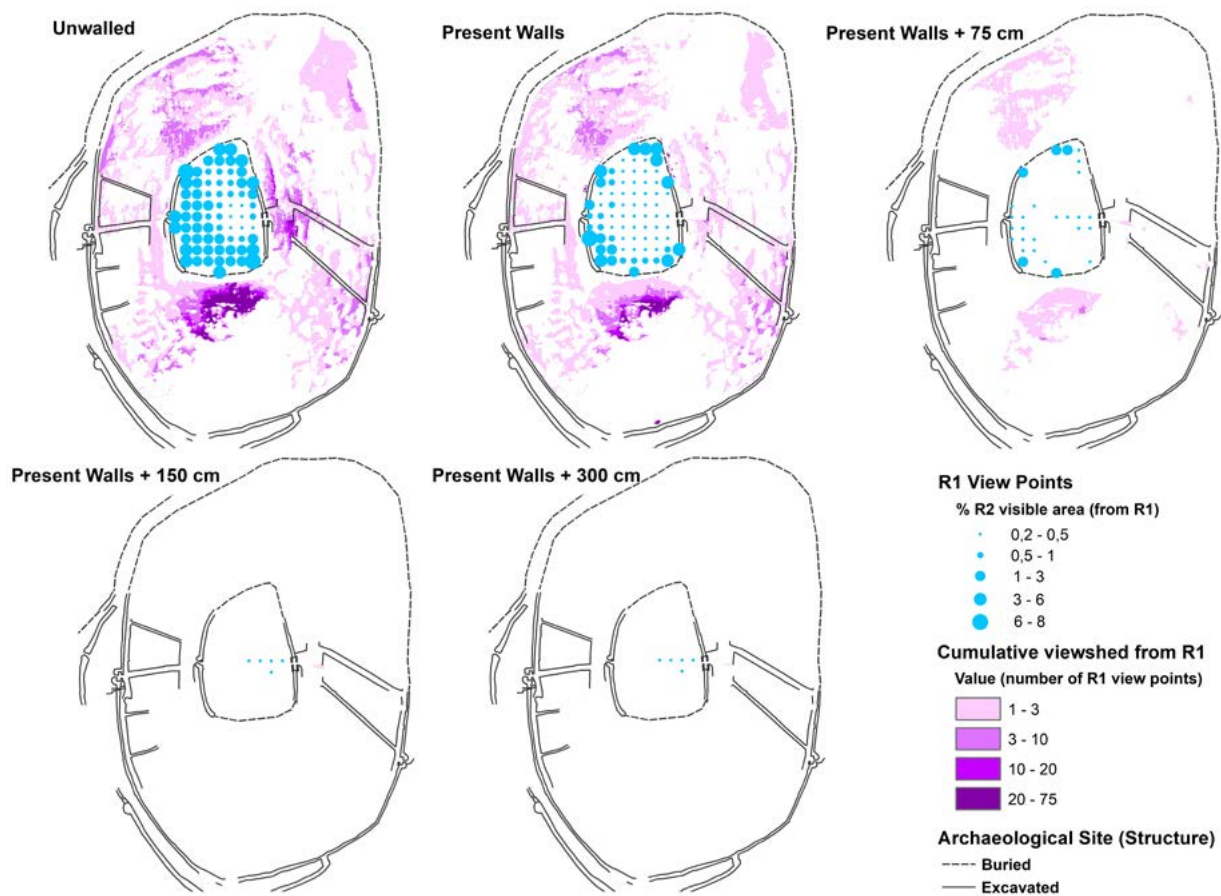 Unwalled
Present Walls
Present Walls + 75 cm
Present Walls + 150 cm
Present Walls + 300 cm
R1 View Points
% R2 visible area (from R1)
0,2 - 0,5
0,5 - 1
1 - 3
3 - 6
6 - 8
Cumulative viewshed from R1
Value (number of R1 view points)
1 - 3
3 - 10
10 - 20
20 - 75
Archaeological Site (Structure)
Buried
Excavated